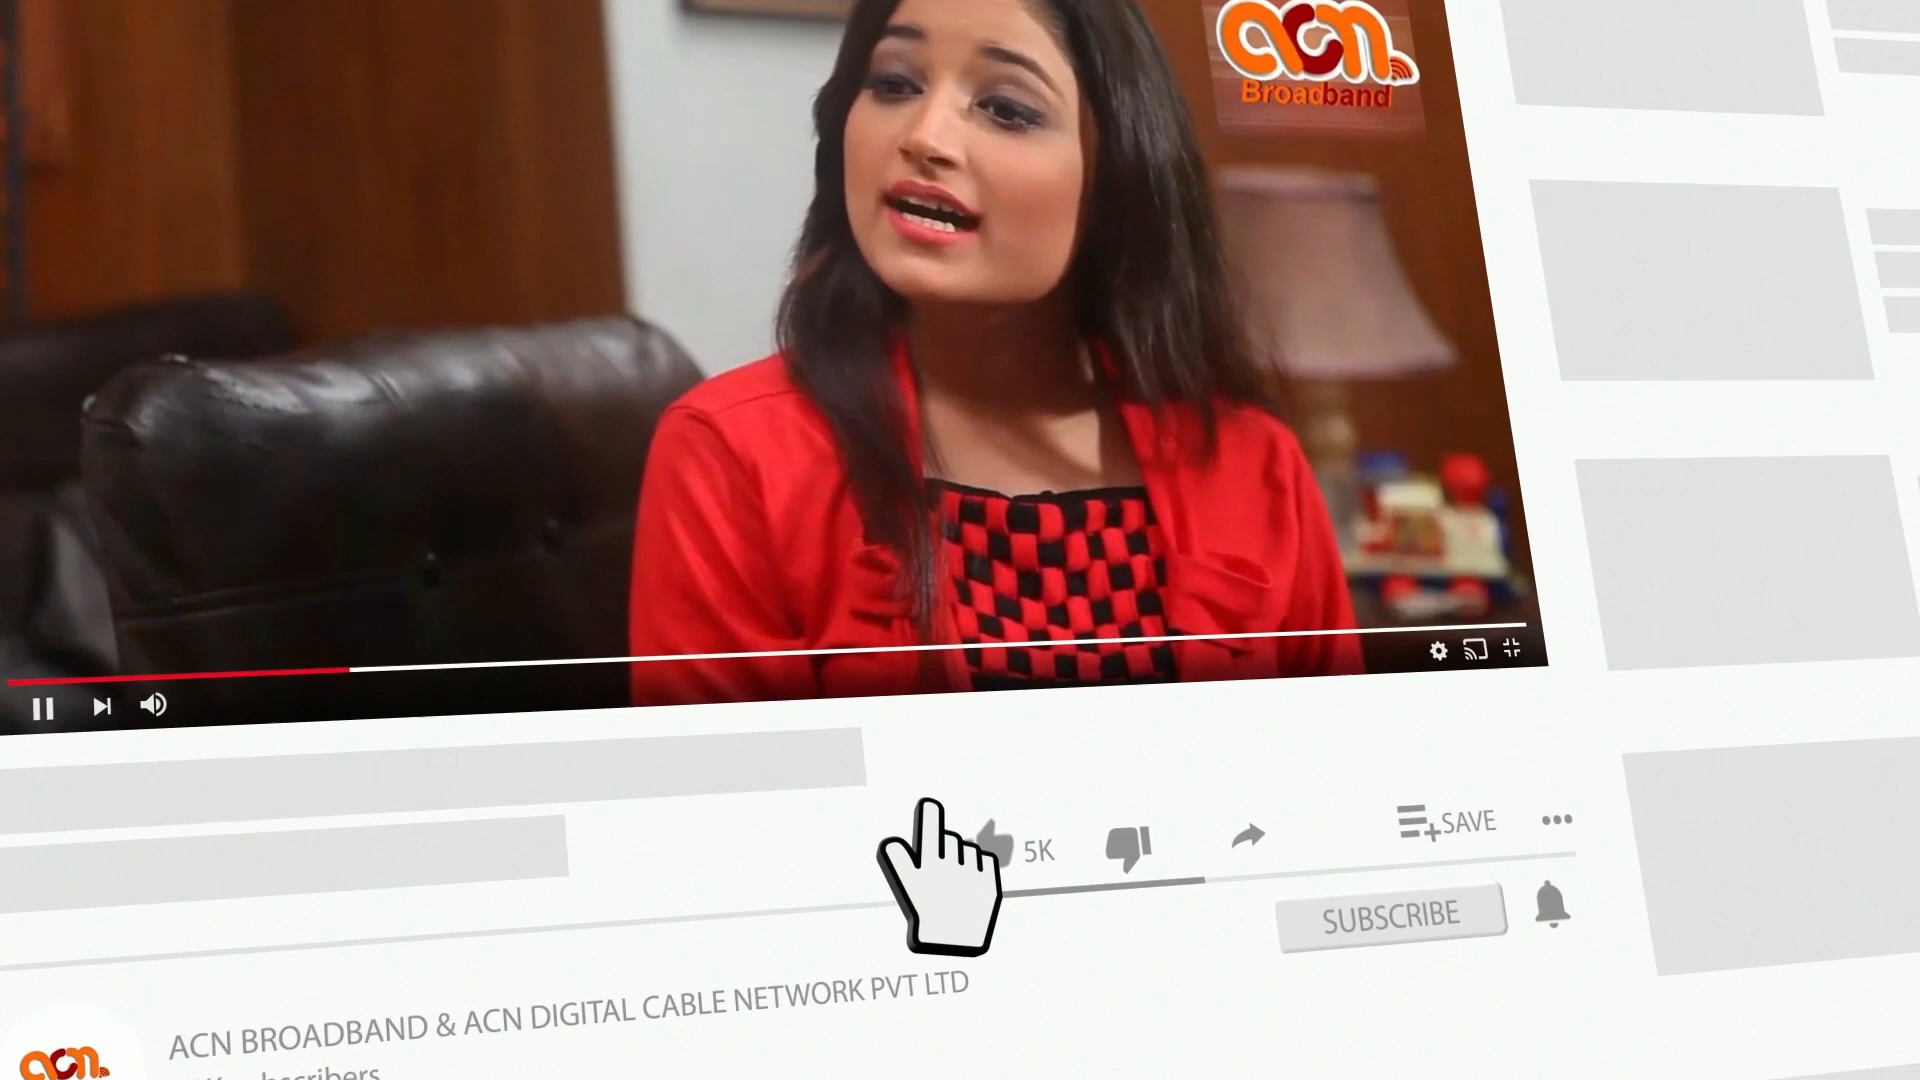 acn
Broadband
5K
SAVE
SUBSCRIBE
ACN BROADBAND & ACN DIGITAL CABLE NETWORK PVT LTD
acn